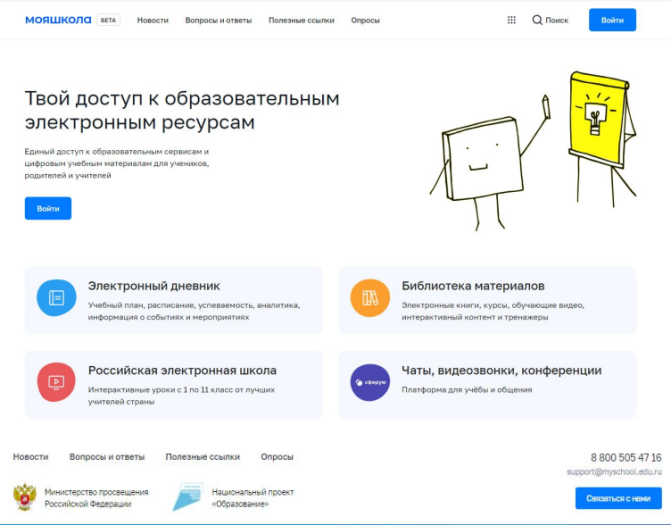 МОЯШКОЛА BETA Новости Вопросы и ответы Полезные ссылки Опросы Поиск Войти
Твой доступ к образовательным
электронным ресурсам
Единый доступ к образовательным сервисам и
цифровым учебным материалам для учеников,
родителей и учителей
Войти
Электронный дневник
Учебный план, расписание, успеваемость, аналитика,
информация о событиях и мероприятиях
Библиотека материалов
Электронные книги, курсы, обучающие видео,
интерактивный контент и тренажеры
Российская электронная школа
Интерактивные уроки с 1 по 11 класс от лучших
учителей страны
сферум
Чаты, видеозвонки, конференции
Платформа для учёбы и общения
Новости Вопросы и ответы Полезные ссылки Опросы
8 800 505 47 16
support@myschool.edu.ru
Министерство просвещения
Российской Федерации
Национальный проект
«Образование»
Связаться с нами